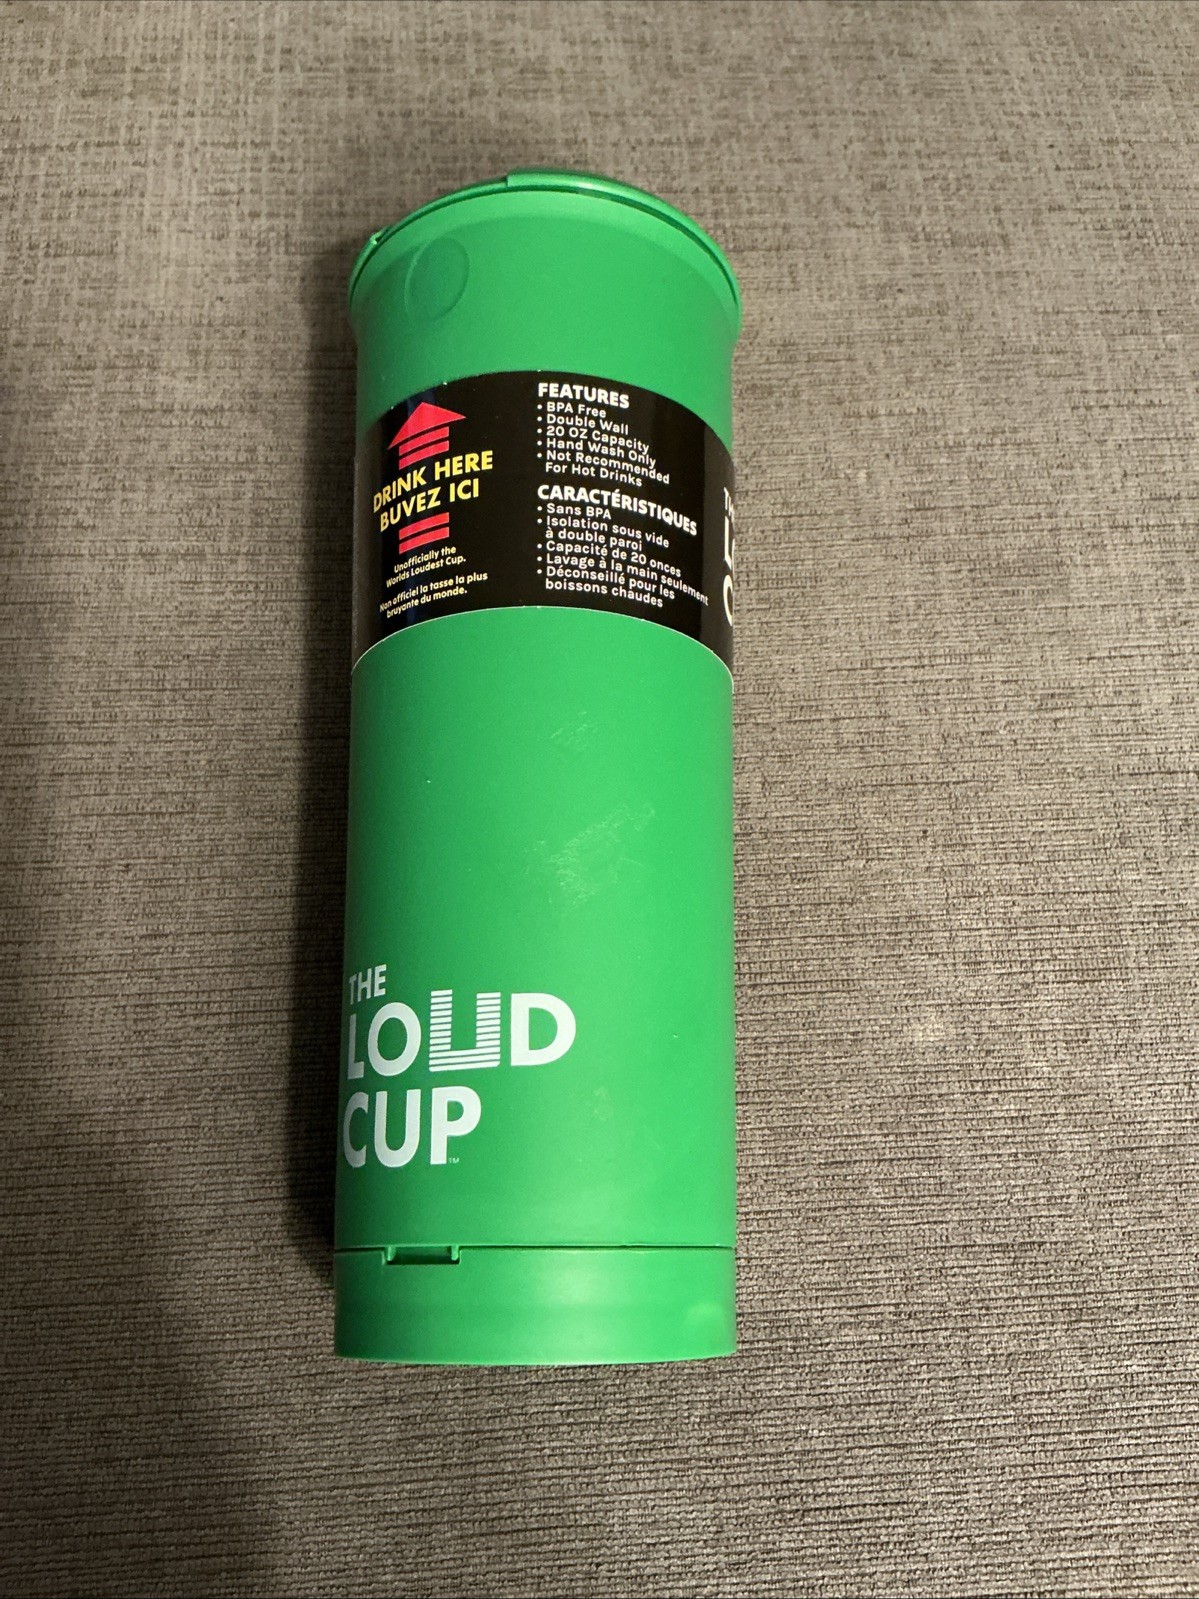 DRINK HERE
BUVEZ ICI
Unofficially the
Worlds Loudest Cup.
Non officiel la tasse la plus
bruyante du monde.
FEATURES
• BPA Free
• Double Wall
• 20 OZ Capacity
• Hand Wash Only
• Not Recommended
For Hot Drinks
CARACTÉRISTIQUES
• Sans BPA
• Isolation sous vide
à double paroi
• Capacité de 20 onces
• Lavage à la main seulement
• Déconseillé pour les
boissons chaudes
THE
LOUD
CUP™